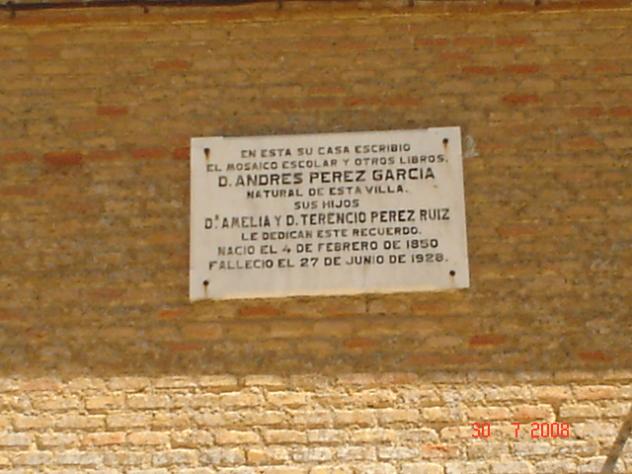 EN ESTA SU CASA ESCRIBIO
EL MOSAICO ESCOLAR Y OTROS LIBROS,
D. ANDRES PEREZ GARCIA
NATURAL DE ESTA VILLA.
SUS HIJOS
D.ª AMELIA Y D. TERENCIO PEREZ RUIZ
LE DEDICAN ESTE RECUERDO.
NACIO EL 4 DE FEBRERO DE 1850
FALLECIO EL 27 DE JUNIO DE 1928.
30 7 2008